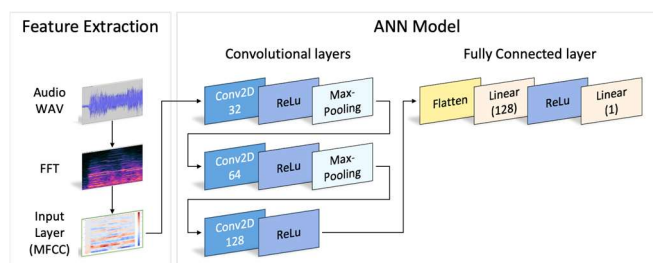 Feature Extraction
ANN Model
Convolutional layers
Fully Connected layer
Audio
WAV
FFT
Input
Layer
(MFCC)
Conv2D
32
ReLu
Max-
Pooling
Conv2D
64
ReLu
Max-
Pooling
Conv2D
128
ReLu
Flatten
Linear
(128)
ReLu
Linear
(1)